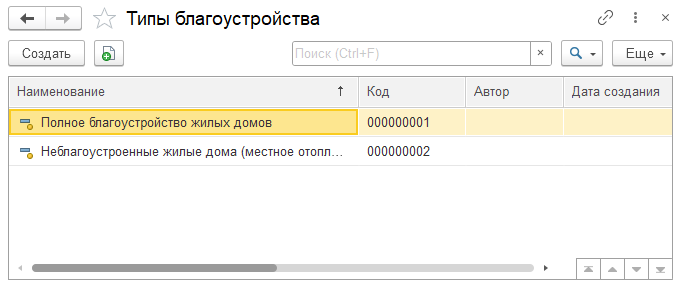 Типы благоустройства
Создать
Поиск (Ctrl+F)
×
Еще
Наименование ↑ Код Автор Дата создания
Полное благоустройство жилых домов 000000001
Неблагоустроенные жилые дома (местное отопл... 000000002